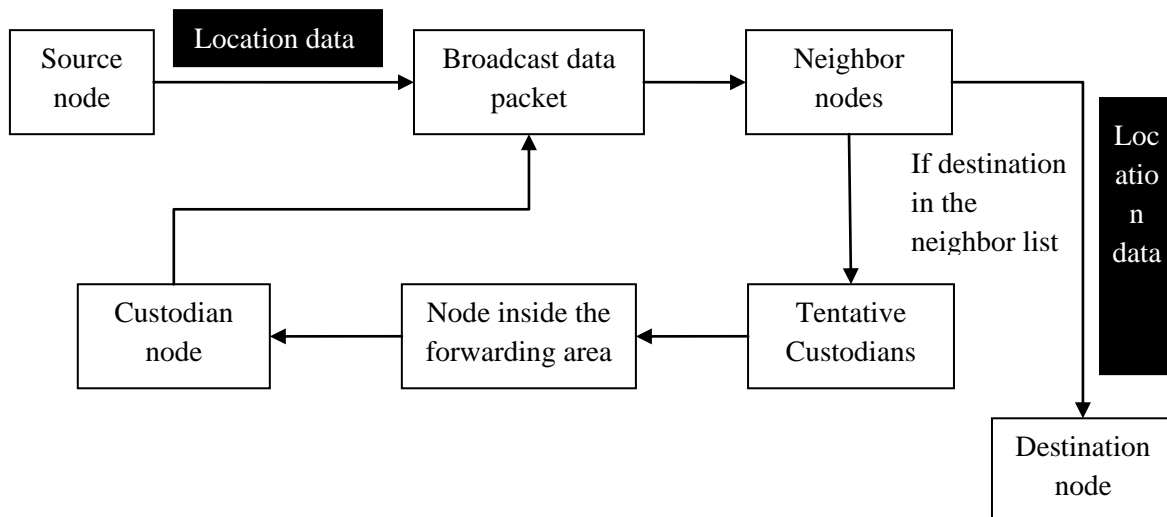 Source
node
Location data
Broadcast data
packet
Neighbor
nodes
If destination
in the
neighbor list
Loc
atio
n
data
Custodian
node
Node inside the
forwarding area
Tentative
Custodians
Destination
node